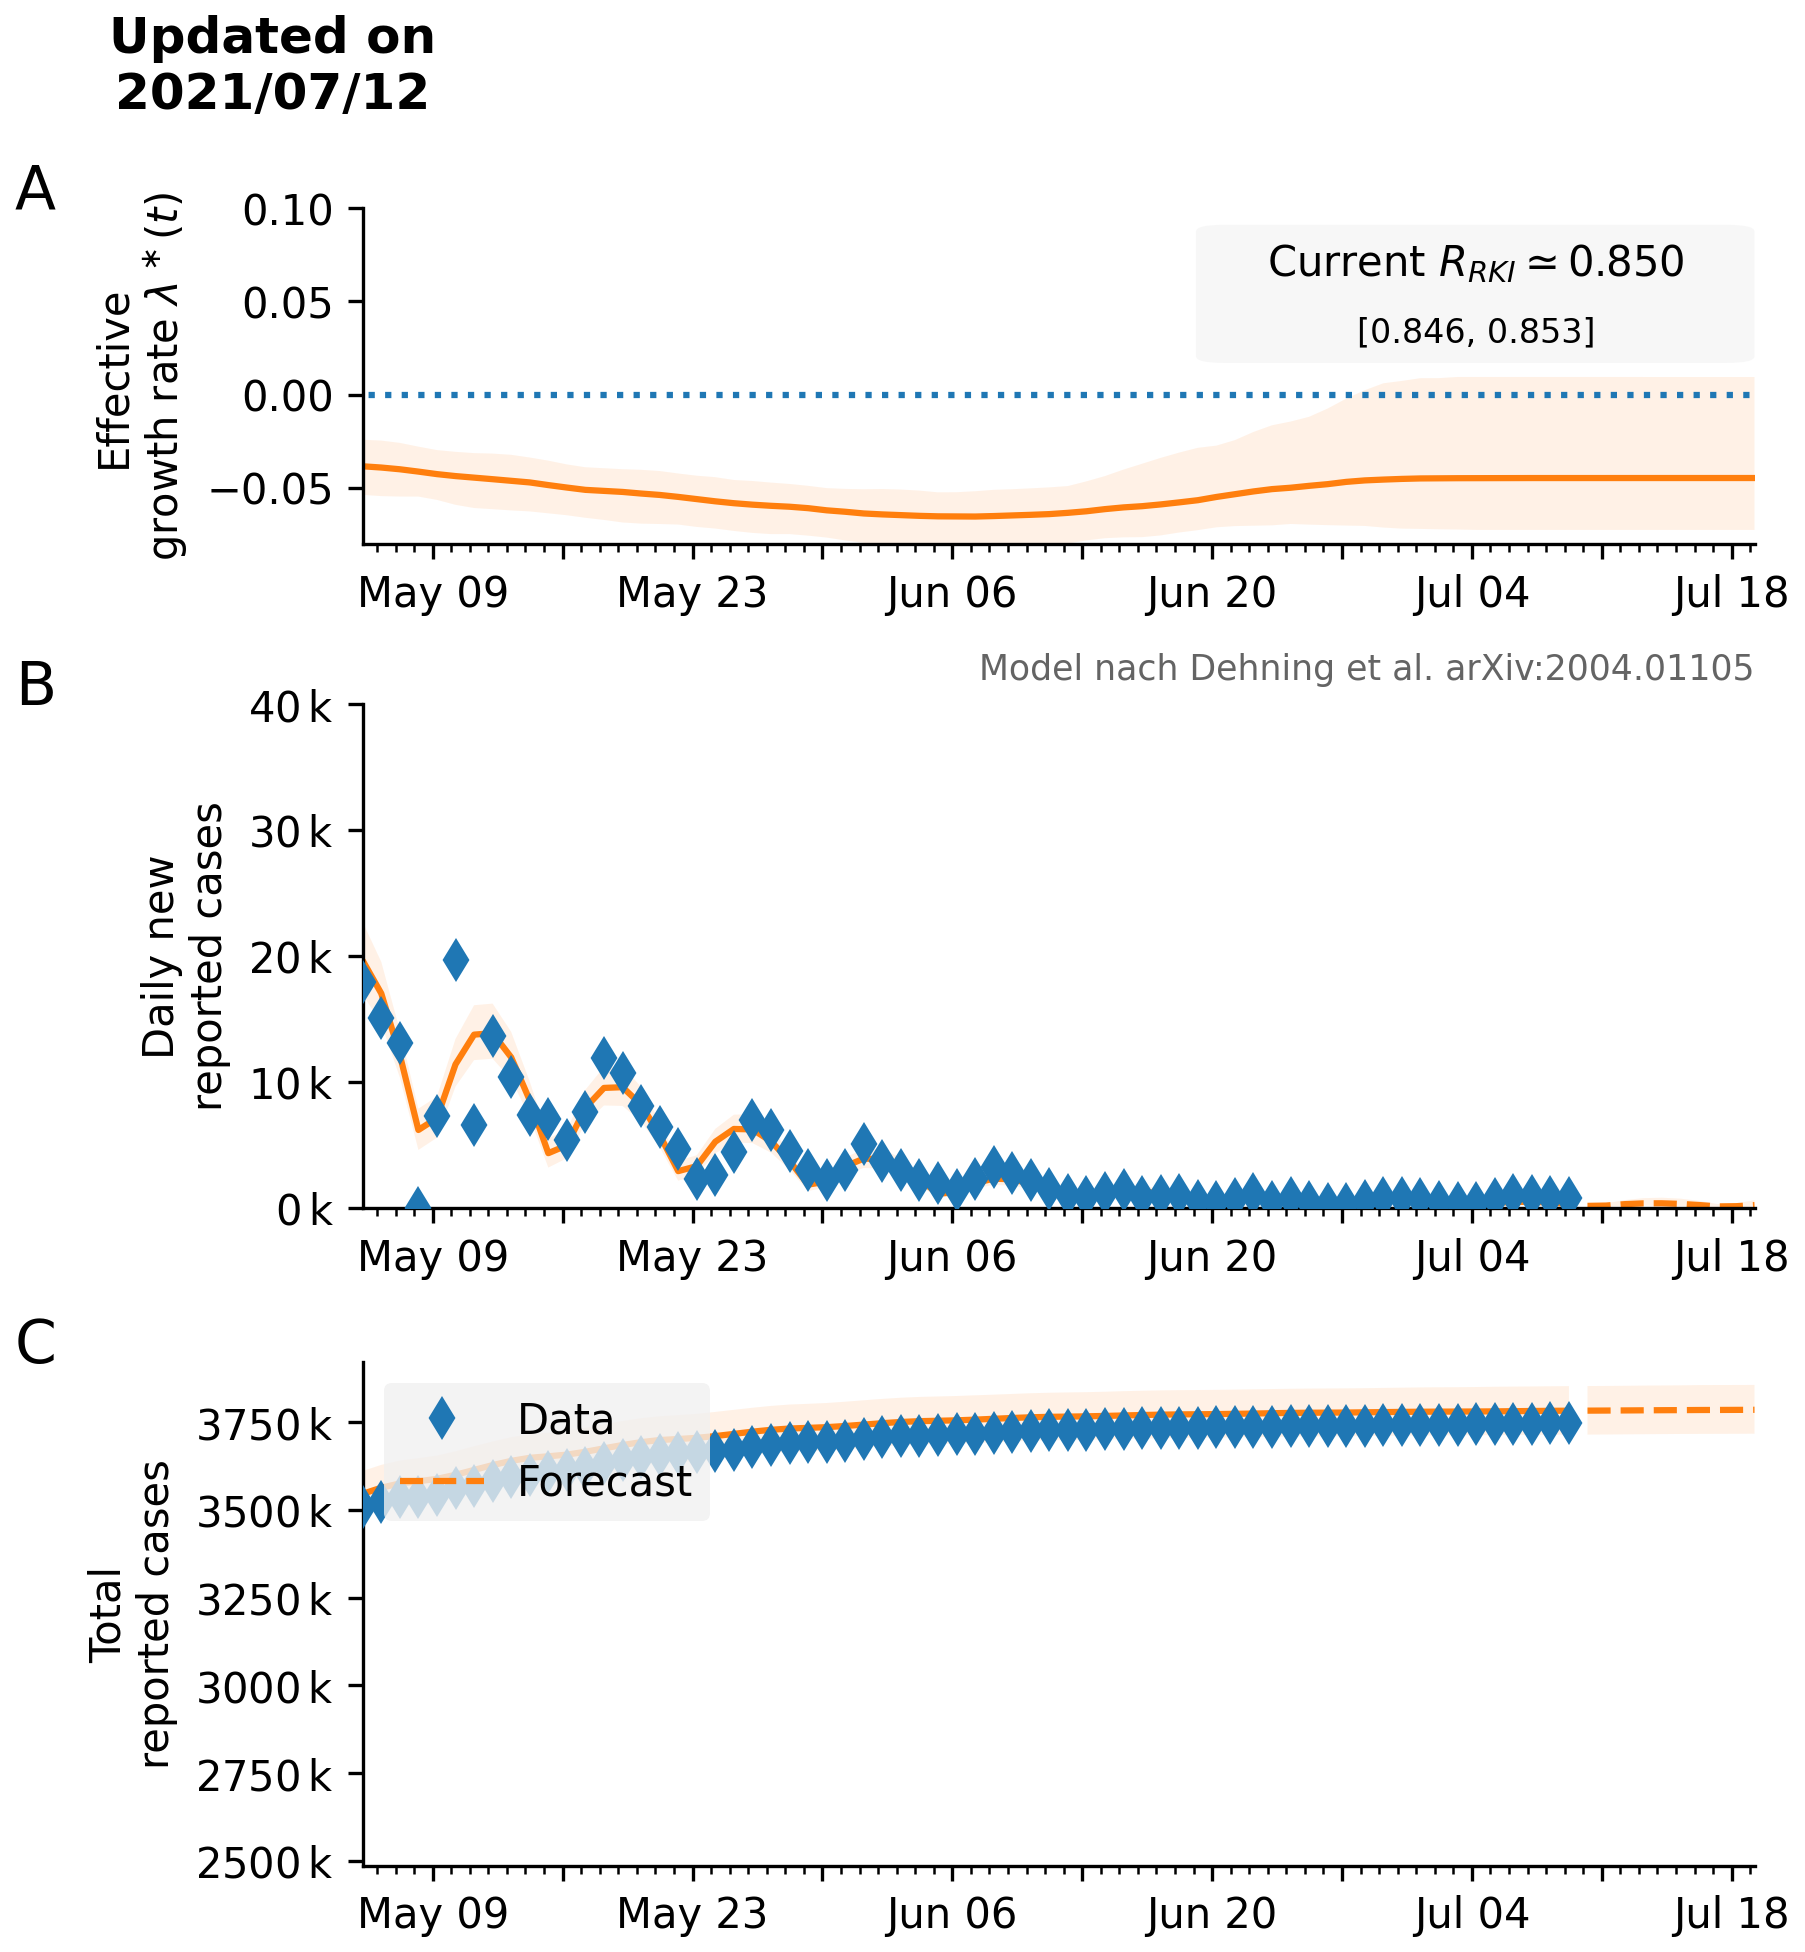 Updated on
2021/07/12
A
Effective
growth rate λ * (t)
0.10
0.05
0.00
−0.05
Current R_RKI ≃ 0.850
[0.846, 0.853]
May 09
May 23
Jun 06
Jun 20
Jul 04
Jul 18
B
Model nach Dehning et al. arXiv:2004.01105
Daily new
reported cases
40 k
30 k
20 k
10 k
0 k
May 09
May 23
Jun 06
Jun 20
Jul 04
Jul 18
C
Total
reported cases
3750 k
3500 k
3250 k
3000 k
2750 k
2500 k
Data
Forecast
May 09
May 23
Jun 06
Jun 20
Jul 04
Jul 18